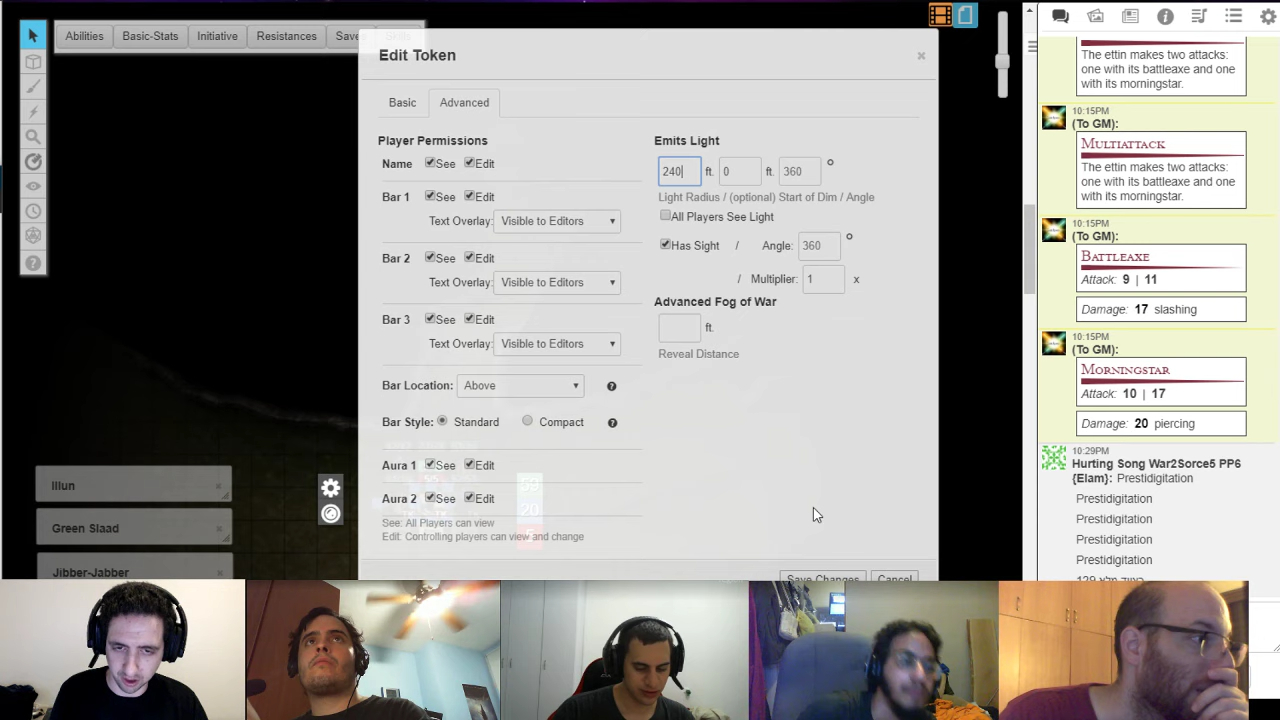 Abilities
Basic-Stats
Initiative
Resistances
Edit Token
×
Basic
Advanced
Player Permissions
Name See Edit
Bar 1 See Edit
Text Overlay: Visible to Editors
Bar 2 See Edit
Text Overlay: Visible to Editors
Bar 3 See Edit
Text Overlay: Visible to Editors
Bar Location: Above
Bar Style: Standard Compact
Aura 1 See Edit
Aura 2 See Edit
See: All Players can view
Edit: Controlling players can view and change
Emits Light
240 ft. 0 ft. 360 °
Light Radius / (optional) Start of Dim / Angle
All Players See Light
Has Sight / Angle: 360 °
/ Multiplier: 1 x
Advanced Fog of War
ft.
Reveal Distance
Save Changes
Cancel
Illun
Green Slaad
Jibber-Jabber
20
The ettin makes two attacks:
one with its battleaxe and one
with its morningstar.
10:15PM
(To GM):
Multiattack
The ettin makes two attacks:
one with its battleaxe and one
with its morningstar.
10:15PM
(To GM):
Battleaxe
Attack: 9 | 11
Damage: 17 slashing
10:15PM
(To GM):
Morningstar
Attack: 10 | 17
Damage: 20 piercing
10:29PM
Hurting Song War2Sorce5 PP6
{Elam}: Prestidigitation
Prestidigitation
Prestidigitation
Prestidigitation
Prestidigitation